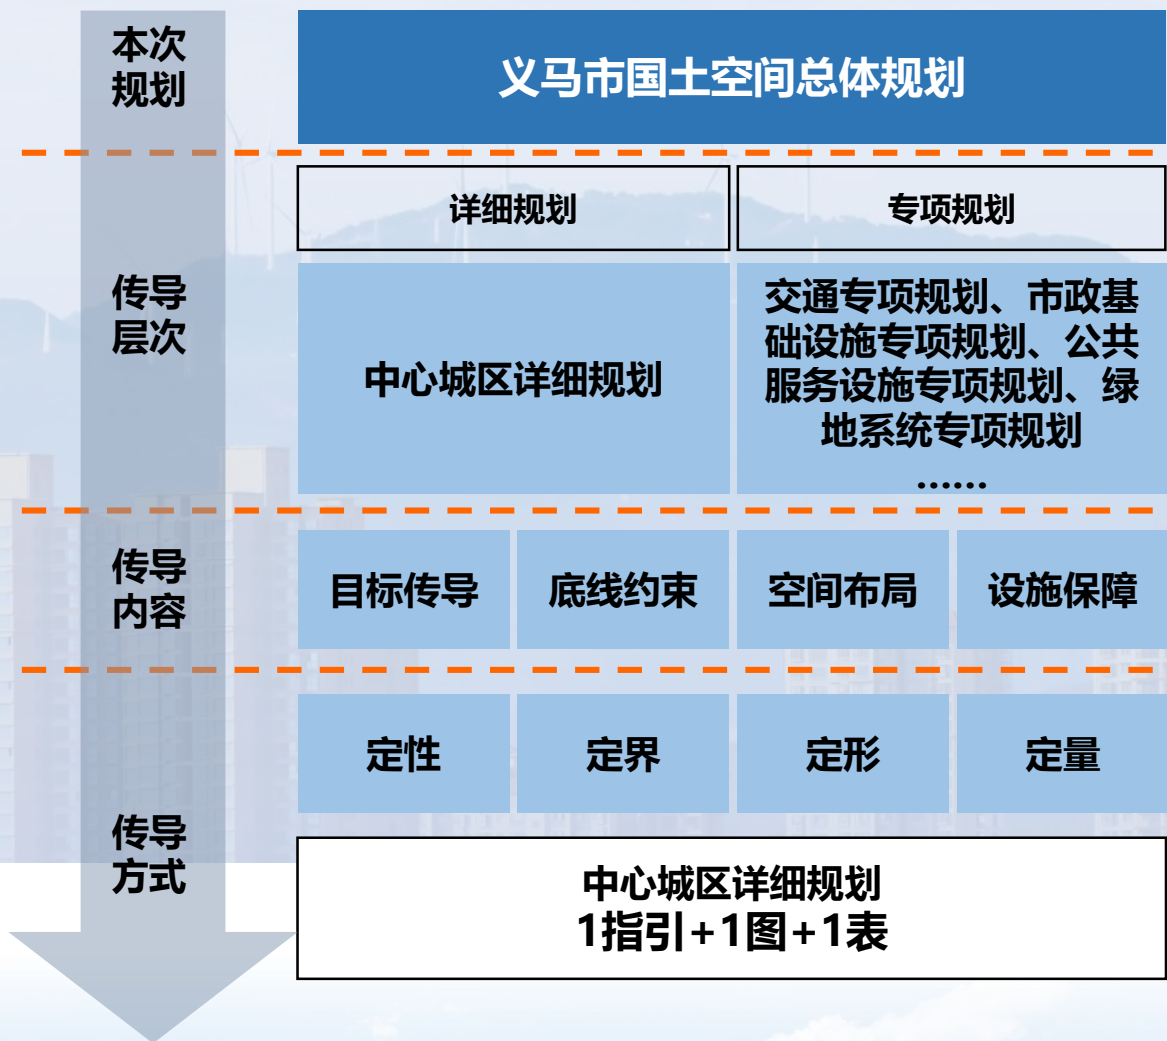 本次
规划
义马市国土空间总体规划
传导
层次
详细规划
专项规划
中心城区详细规划
交通专项规划、市政基
础设施专项规划、公共
服务设施专项规划、绿
地系统专项规划
……
传导
内容
目标传导
底线约束
空间布局
设施保障
传导
方式
定性
定界
定形
定量
中心城区详细规划
1指引+1图+1表